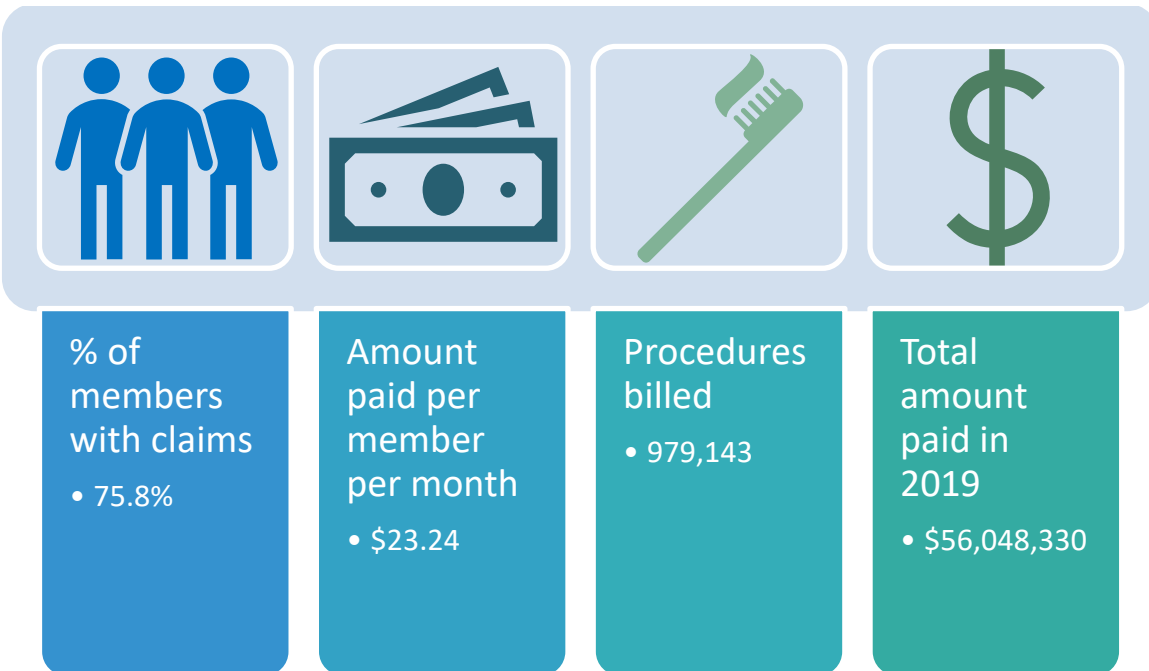 % of
members
with claims
• 75.8%
Amount
paid per
member
per month
• $23.24
Procedures
billed
• 979,143
Total
amount
paid in
2019
• $56,048,330